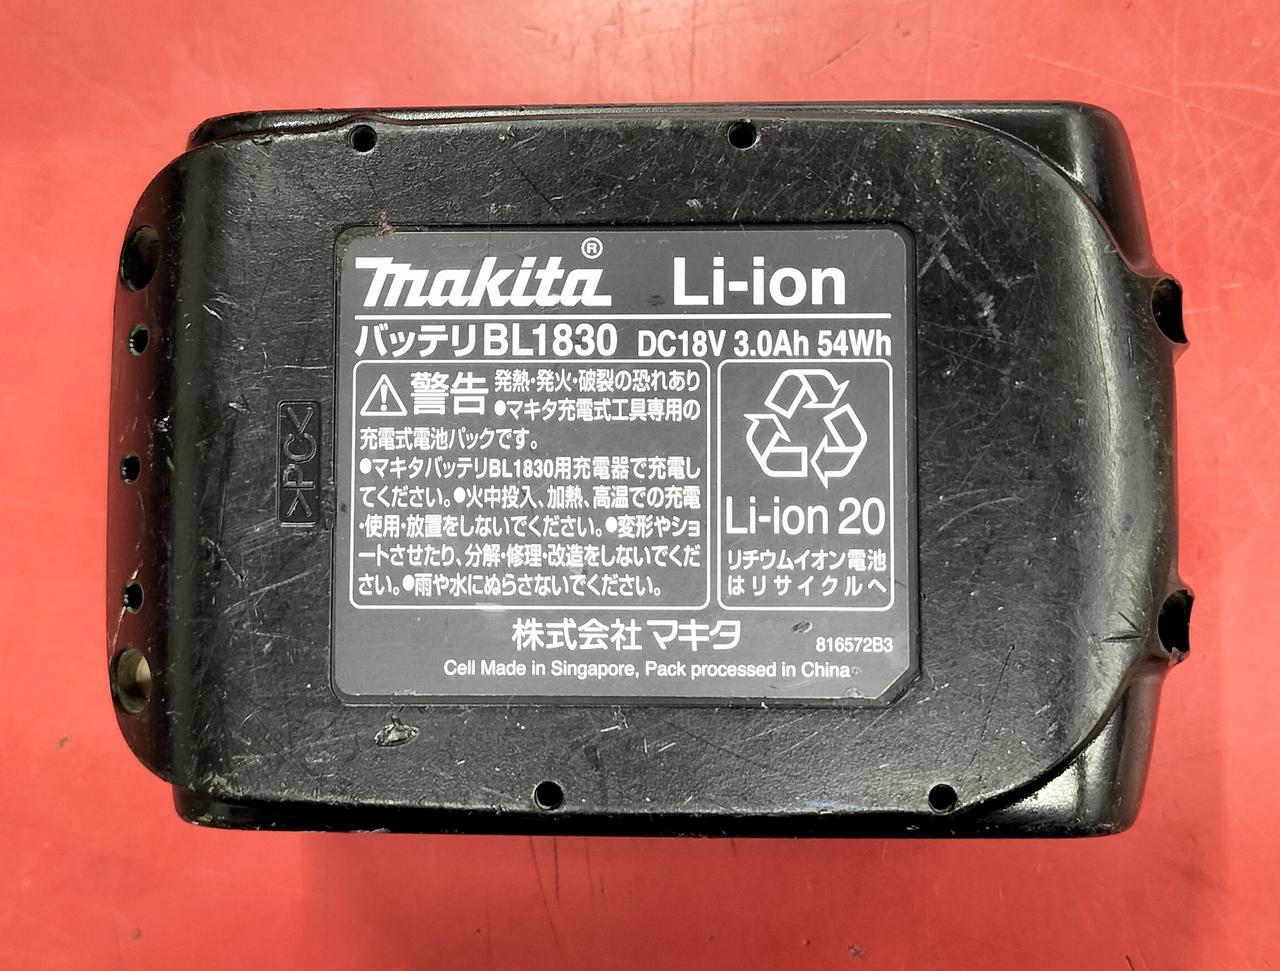 makita® Li-ion
バッテリBL1830 DC18V 3.0Ah 54Wh
警告 発熱・発火・破裂の恐れあり
●マキタ充電式工具専用の
充電式電池パックです。
●マキタバッテリBL1830用充電器で充電し
てください。●火中投入、加熱、高温での充電
・使用・放置をしないでください。●変形やショ
ートさせたり、分解・修理・改造をしないでくだ
さい。●雨や水にぬらさないでください。
Li-ion 20
リチウムイオン電池
はリサイクルへ
株式会社マキタ
816572B3
Cell Made in Singapore, Pack processed in China
>PC<